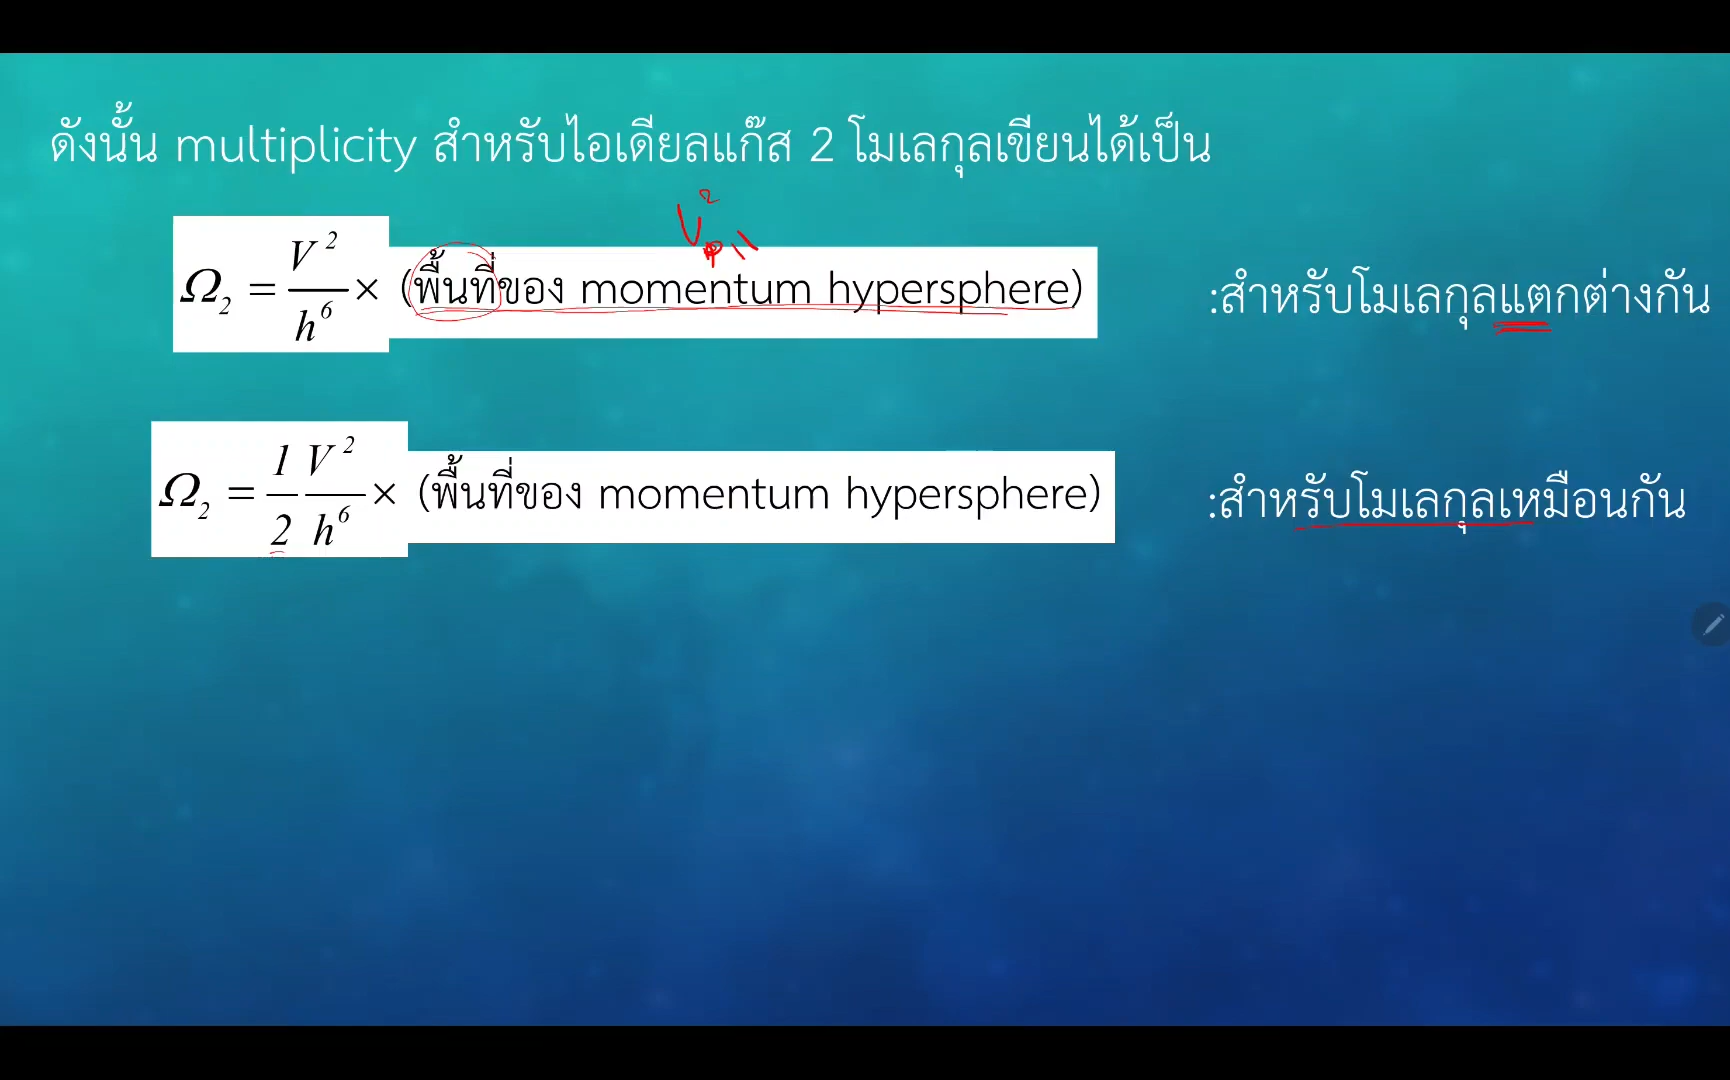 ดังนั้น multiplicity สำหรับไอเดียลแก๊ส 2 โมเลกุลเขียนได้เป็น
V²
Ω₂ = V²/h⁶ × (พื้นที่ของ momentum hypersphere) :สำหรับโมเลกุลแตกต่างกัน
Ω₂ = 1/2 V²/h⁶ × (พื้นที่ของ momentum hypersphere) :สำหรับโมเลกุลเหมือนกัน